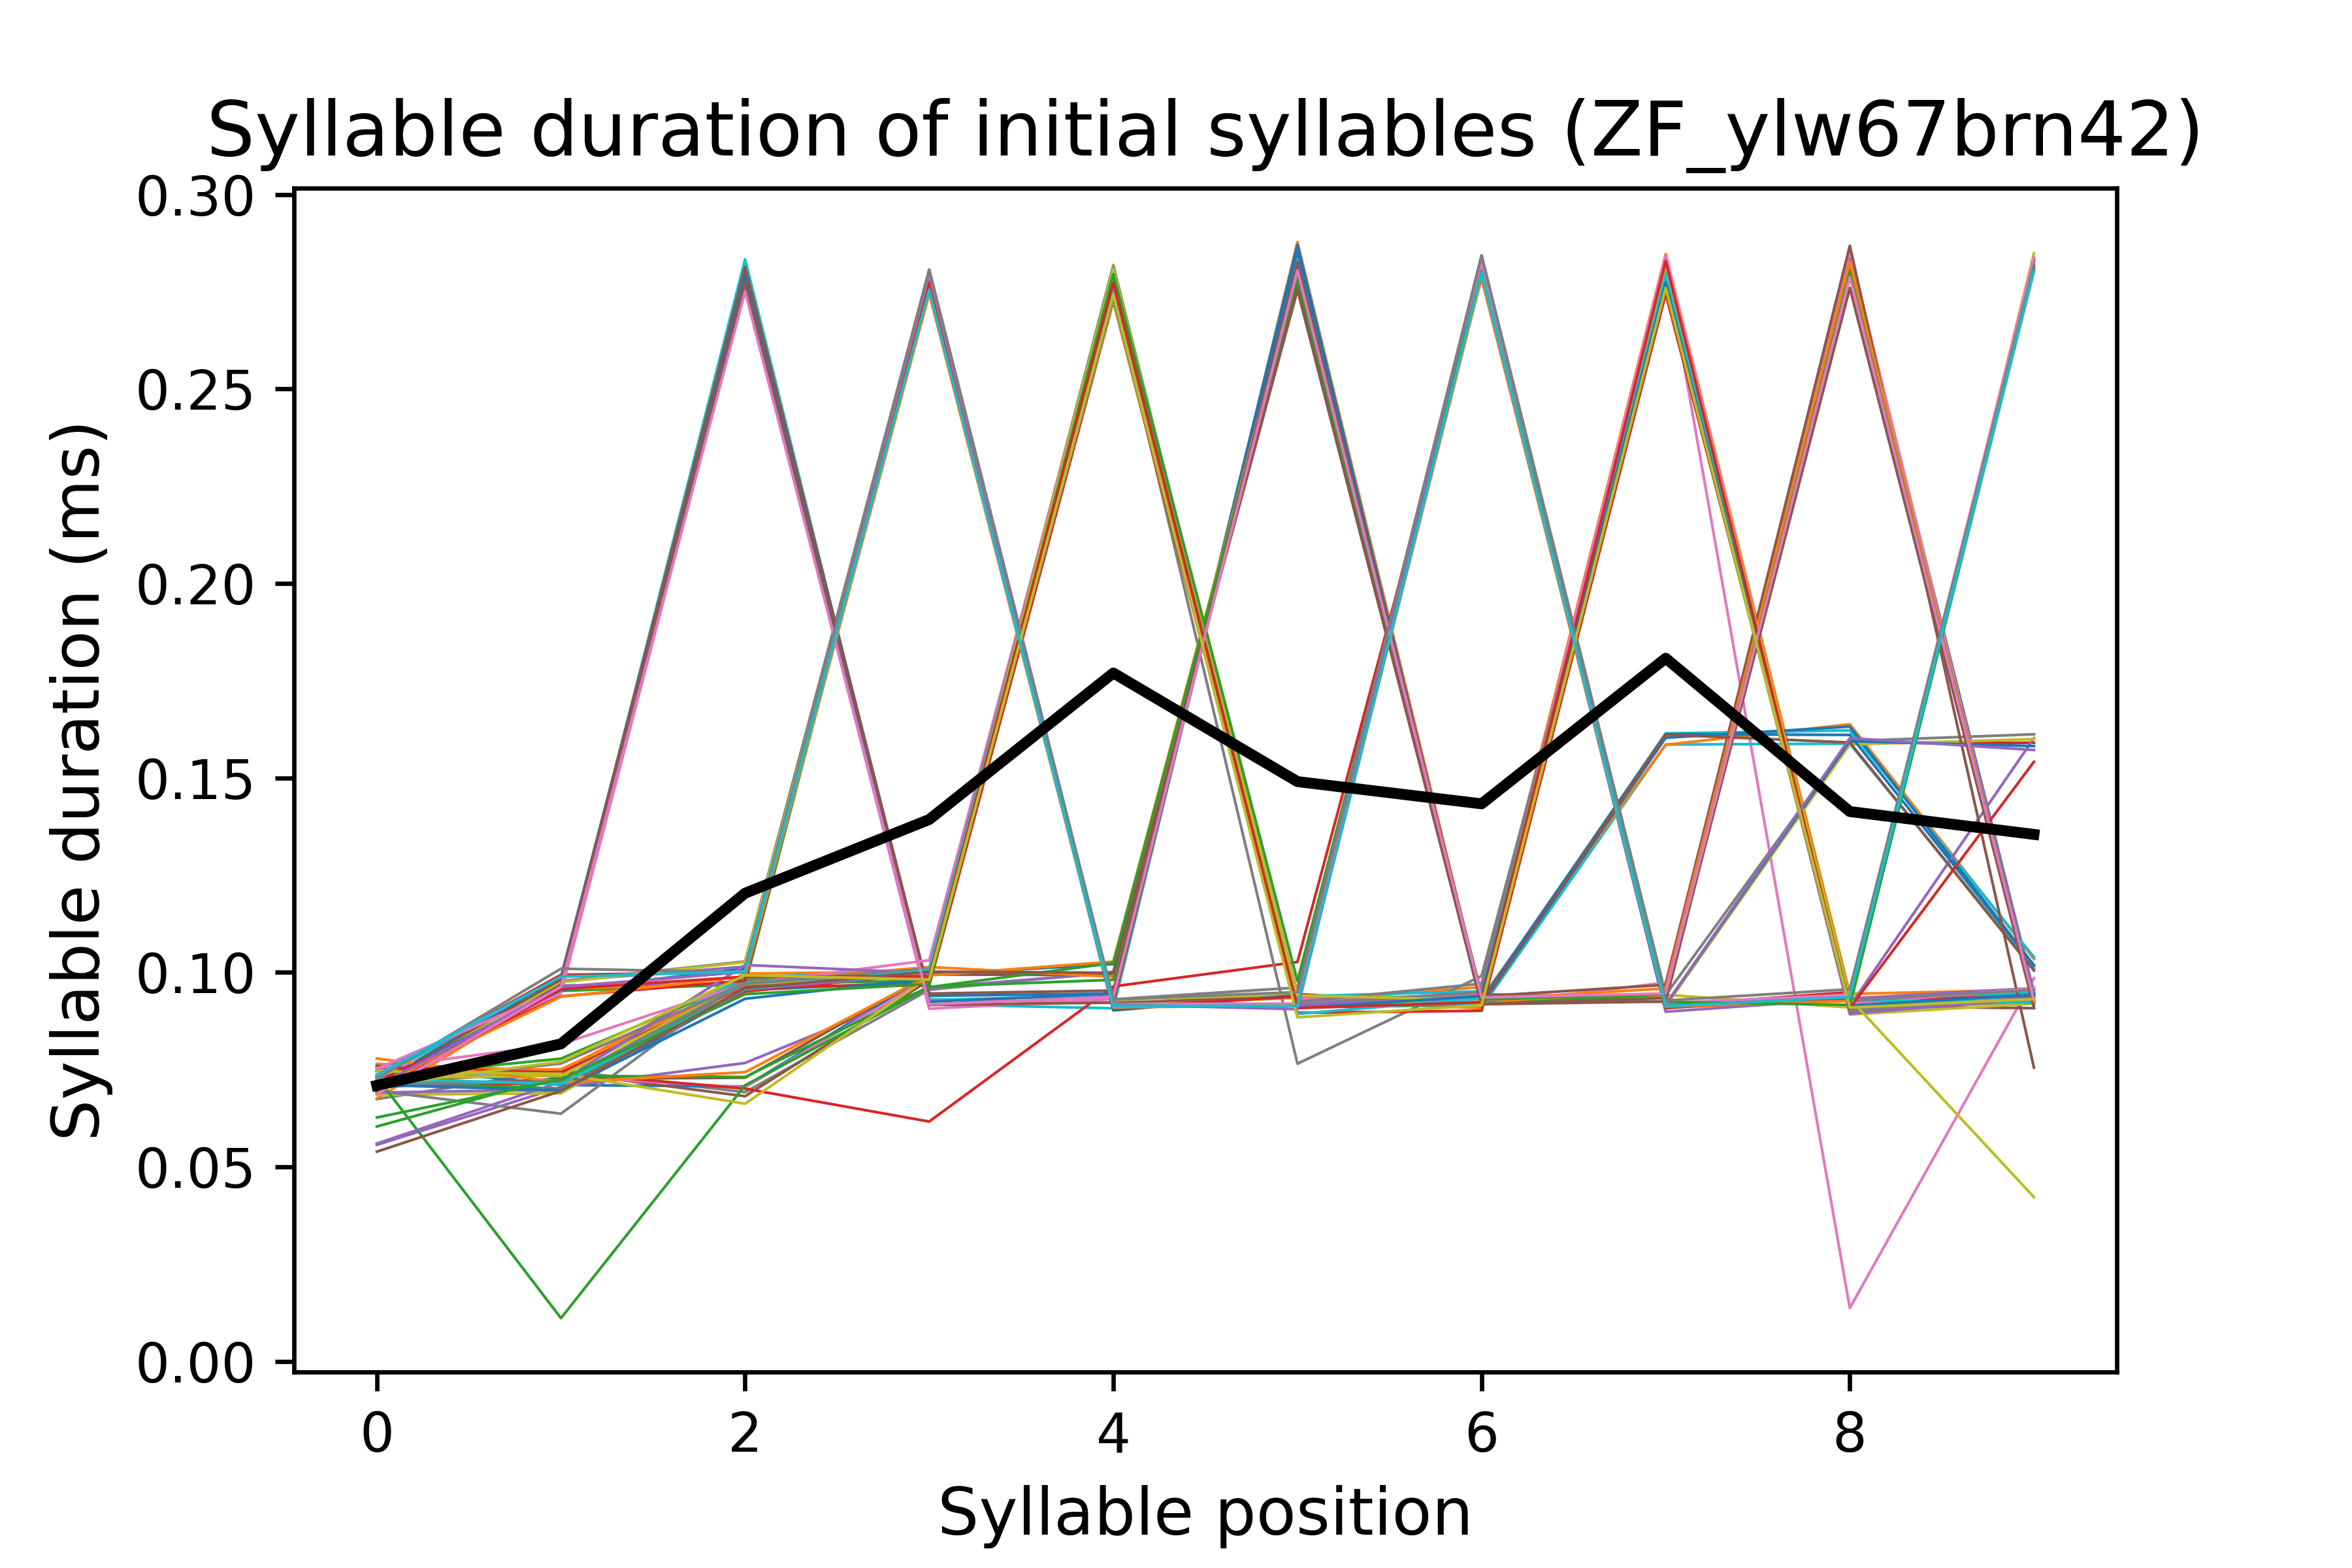 Syllable duration of initial syllables (ZF_ylw67brn42)
0.30
0.25
0.20
0.15
0.10
0.05
0.00
Syllable duration (ms)
0 2 4 6 8
Syllable position